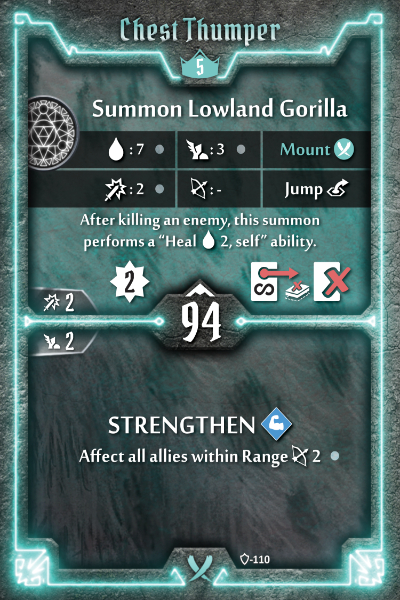 Chest Thumper
5
Summon Lowland Gorilla
: 7 : 3 Mount
: 2 : - Jump
After killing an enemy, this summon
performs a “Heal 2, self” ability.
2
2
94
2
STRENGTHEN
Affect all allies within Range 2
-110